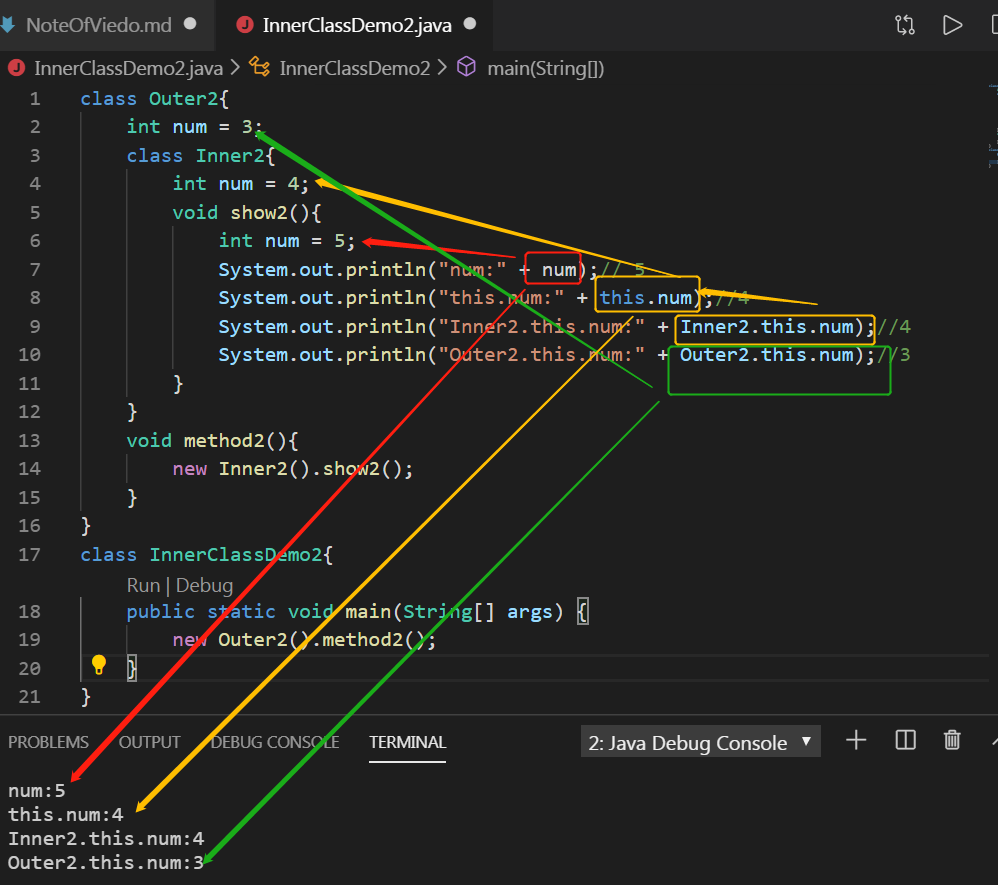 NoteOfViedo.md
InnerClassDemo2.java
InnerClassDemo2.java > InnerClassDemo2 > main(String[])
1 class Outer2{
2 int num = 3;
3 class Inner2{
4 int num = 4;
5 void show2(){
6 int num = 5;
7 System.out.println("num:" + num);// 5
8 System.out.println("this.num:" + this.num);//4
9 System.out.println("Inner2.this.num:" + Inner2.this.num);//4
10 System.out.println("Outer2.this.num:" + Outer2.this.num);//3
11 }
12 }
13 void method2(){
14 new Inner2().show2();
15 }
16 }
17 class InnerClassDemo2{
Run | Debug
18 public static void main(String[] args) {
19 new Outer2().method2();
20 }
21 }
PROBLEMS OUTPUT DEBUG CONSOLE TERMINAL 2: Java Debug Console
num:5
this.num:4
Inner2.this.num:4
Outer2.this.num:3